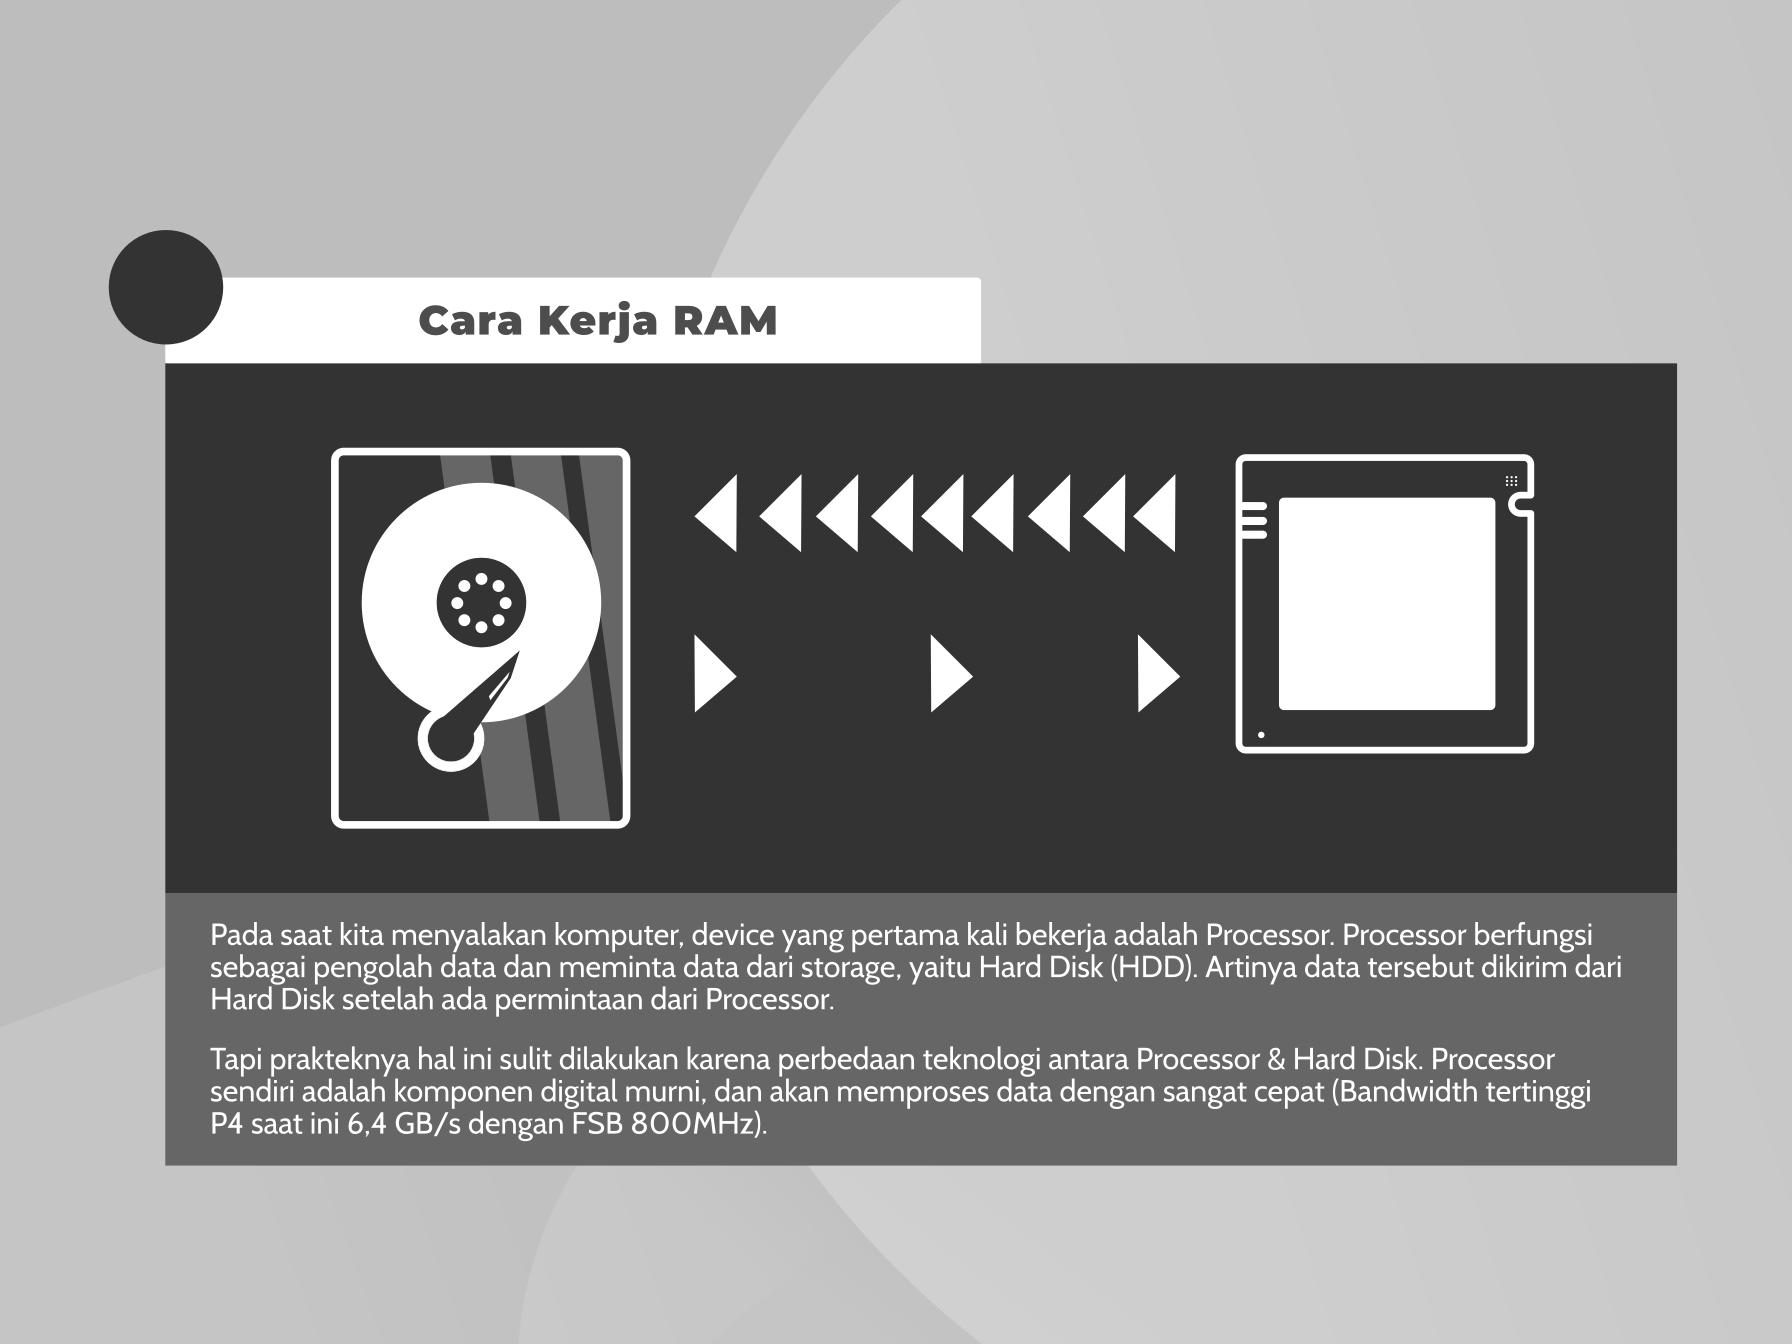 Cara Kerja RAM
Pada saat kita menyalakan komputer, device yang pertama kali bekerja adalah Processor. Processor berfungsi
sebagai pengolah data dan meminta data dari storage, yaitu Hard Disk (HDD). Artinya data tersebut dikirim dari
Hard Disk setelah ada permintaan dari Processor.
Tapi prakteknya hal ini sulit dilakukan karena perbedaan teknologi antara Processor & Hard Disk. Processor
sendiri adalah komponen digital murni, dan akan memproses data dengan sangat cepat (Bandwidth tertinggi
P4 saat ini 6,4 GB/s dengan FSB 800MHz).